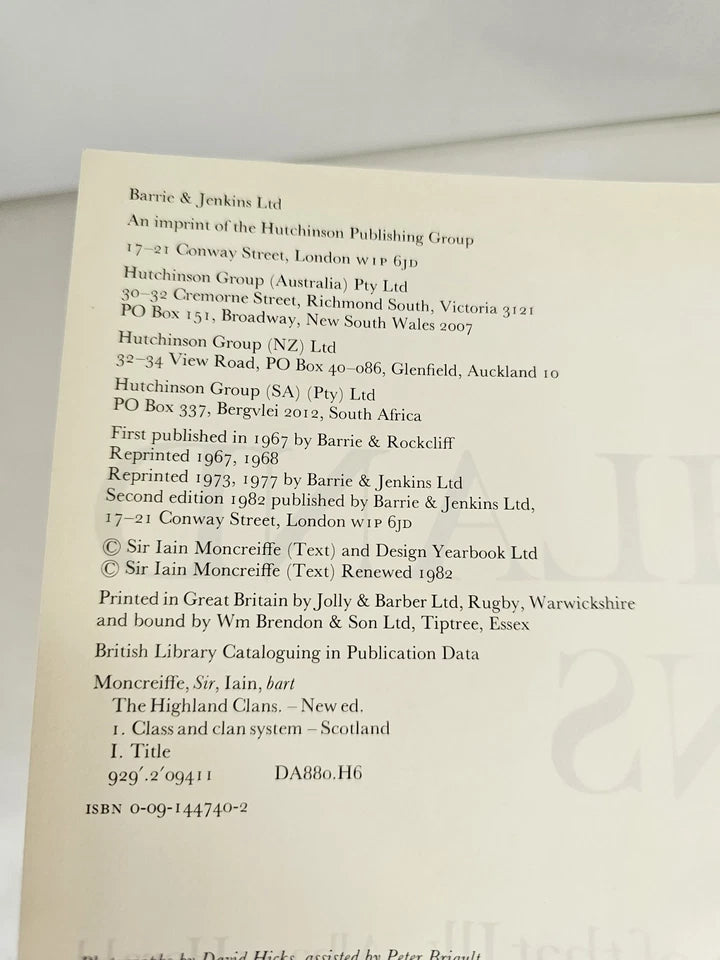 Barrie & Jenkins Ltd
An imprint of the Hutchinson Publishing Group
17–21 Conway Street, London W1P 6JD
Hutchinson Group (Australia) Pty Ltd
30–32 Cremorne Street, Richmond South, Victoria 3121
PO Box 151, Broadway, New South Wales 2007
Hutchinson Group (NZ) Ltd
32–34 View Road, PO Box 40–086, Glenfield, Auckland 10
Hutchinson Group (SA) (Pty) Ltd
PO Box 337, Bergvlei 2012, South Africa
First published in 1967 by Barrie & Rockcliff
Reprinted 1967, 1968
Reprinted 1973, 1977 by Barrie & Jenkins Ltd
Second edition 1982 published by Barrie & Jenkins Ltd,
17–21 Conway Street, London W1P 6JD
© Sir Iain Moncreiffe (Text) and Design Yearbook Ltd
© Sir Iain Moncreiffe (Text) Renewed 1982
Printed in Great Britain by Jolly & Barber Ltd, Rugby, Warwickshire
and bound by Wm Brendon & Son Ltd, Tiptree, Essex
British Library Cataloguing in Publication Data
Moncreiffe, Sir, Iain, bart
The Highland Clans. – New ed.
1. Class and clan system – Scotland
I. Title
929'.2'09411 DA880.H6
ISBN 0-09-144740-2
by David Hicks, assisted by Peter Briault